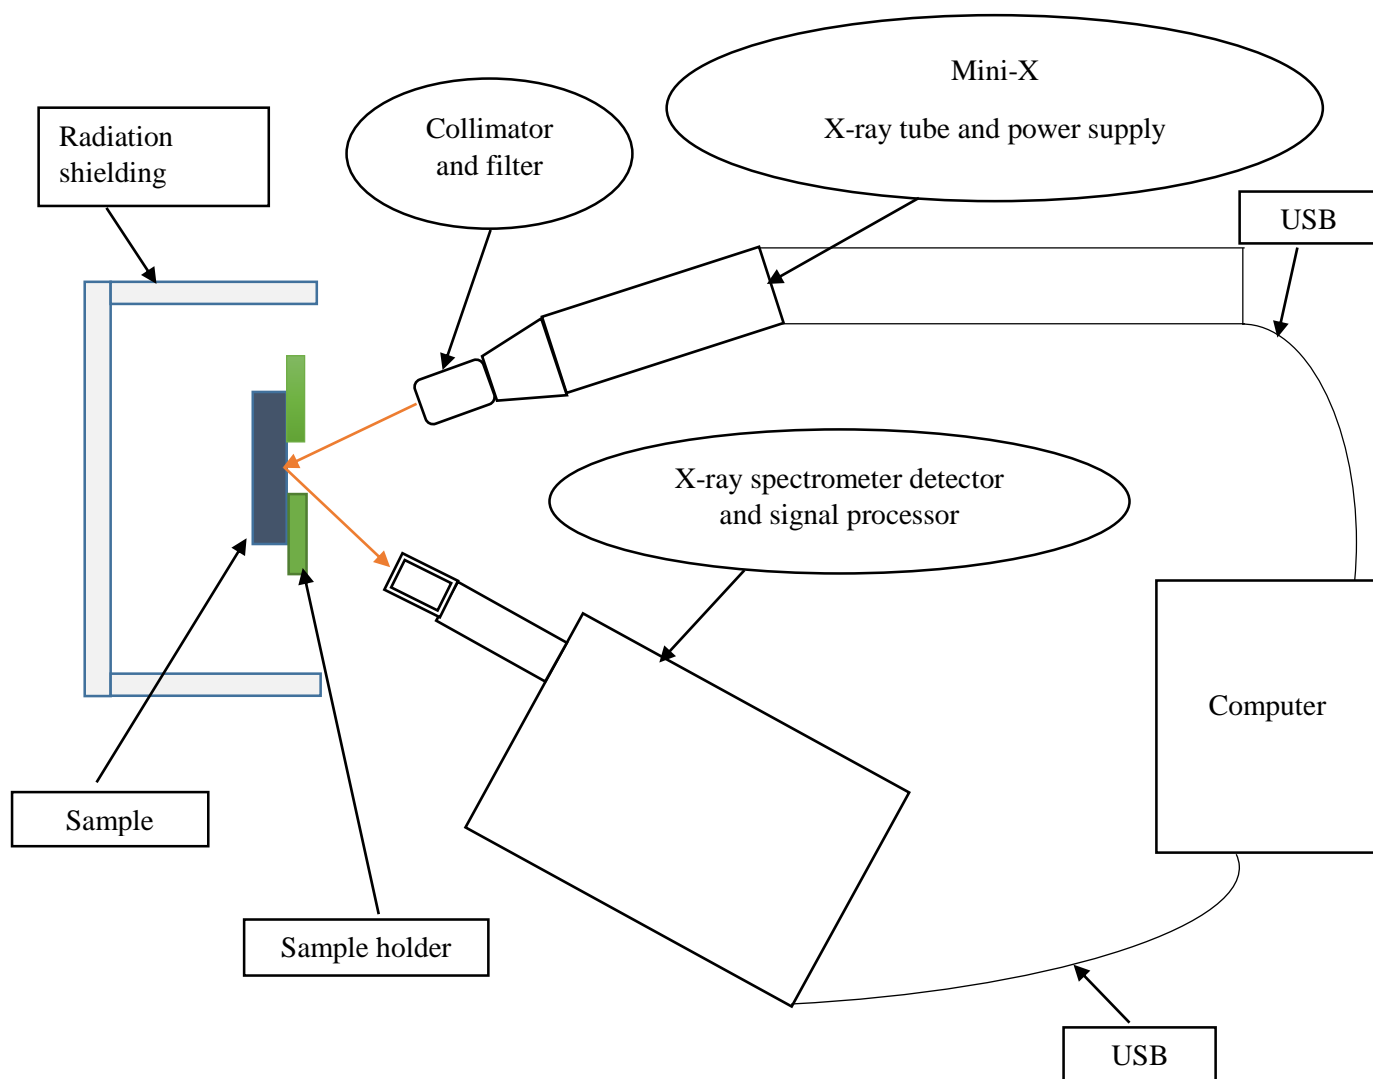 Mini-X
X-ray tube and power supply
Collimator
and filter
Radiation
shielding
USB
X-ray spectrometer detector
and signal processor
Computer
Sample
Sample holder
USB